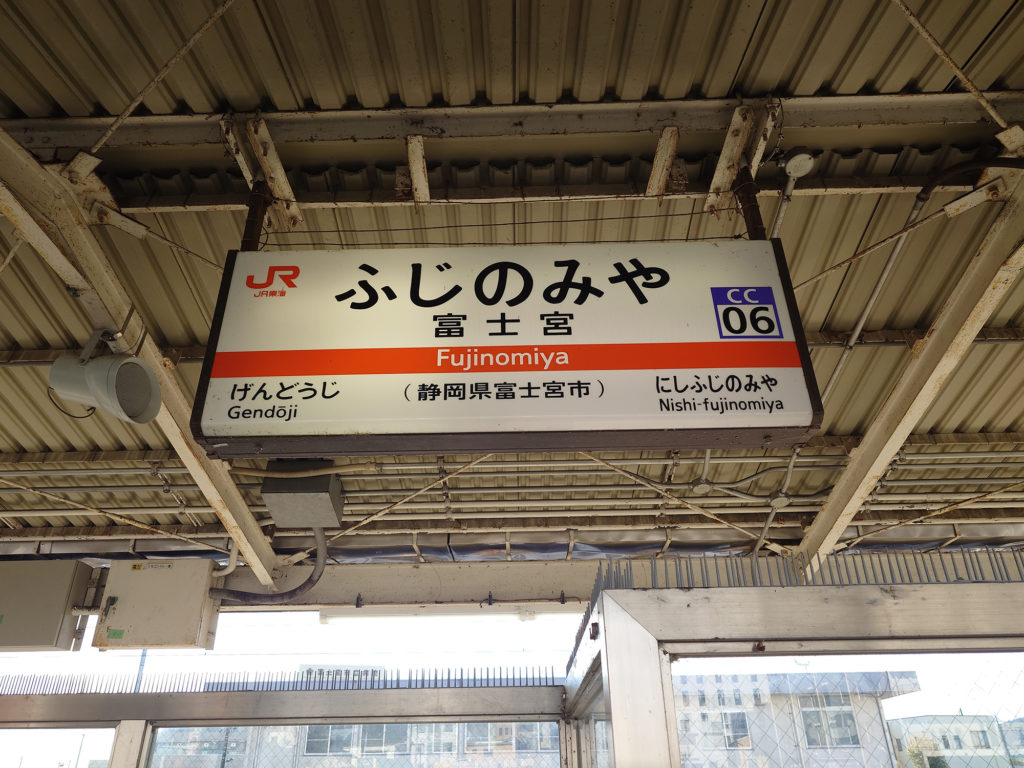 JR
JR東海
ふじのみや
富士宮
CC
06
Fujinomiya
げんどうじ
Gendōji
(静岡県富士宮市)
にしふじのみや
Nishi-fujinomiya